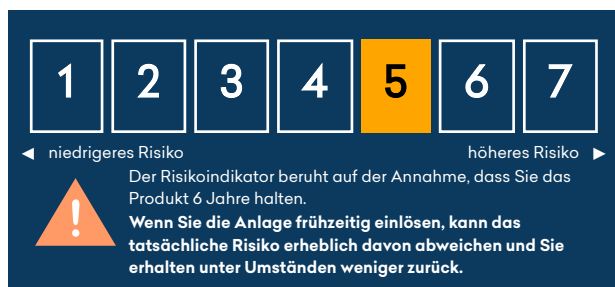 1 2 3 4 5 6 7
◄ niedrigeres Risiko höheres Risiko ►
Der Risikoindikator beruht auf der Annahme, dass Sie das
Produkt 6 Jahre halten.
! Wenn Sie die Anlage frühzeitig einlösen, kann das
tatsächliche Risiko erheblich davon abweichen und Sie
erhalten unter Umständen weniger zurück.